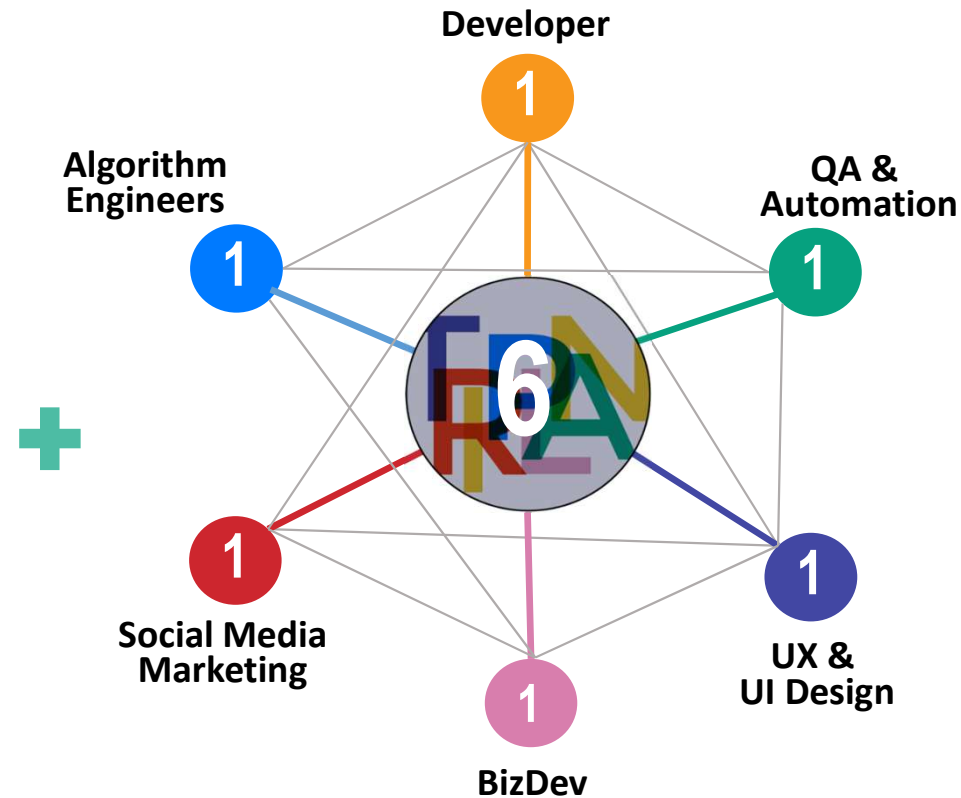 Developer
1
Algorithm
Engineers
1
QA &
Automation
1
6
1
Social Media
Marketing
1
UX &
UI Design
1
BizDev